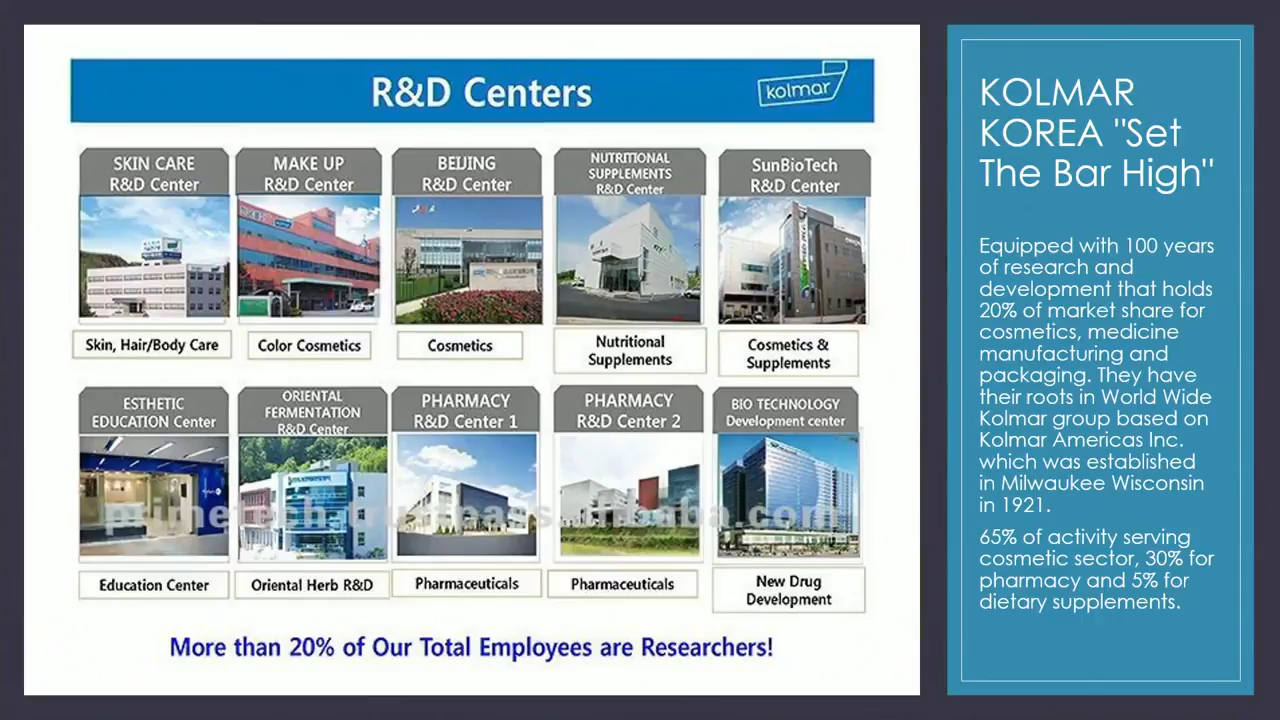 R&D Centers
kolmar
SKIN CARE
R&D Center
MAKE UP
R&D Center
BEIJING
R&D Center
NUTRITIONAL
SUPPLEMENTS
R&D Center
SunBioTech
R&D Center
Skin, Hair/Body Care
Color Cosmetics
Cosmetics
Nutritional
Supplements
Cosmetics &
Supplements
ESTHETIC
EDUCATION Center
ORIENTAL
FERMENTATION
R&D Center
PHARMACY
R&D Center 1
PHARMACY
R&D Center 2
BIO TECHNOLOGY
Development center
Education Center
Oriental Herb R&D
Pharmaceuticals
Pharmaceuticals
New Drug
Development
More than 20% of Our Total Employees are Researchers!
KOLMAR
KOREA "Set
The Bar High"
Equipped with 100 years
of research and
development that holds
20% of market share for
cosmetics, medicine
manufacturing and
packaging. They have
their roots in World Wide
Kolmar group based on
Kolmar Americas Inc.
which was established
in Milwaukee Wisconsin
in 1921.
65% of activity serving
cosmetic sector, 30% for
pharmacy and 5% for
dietary supplements.